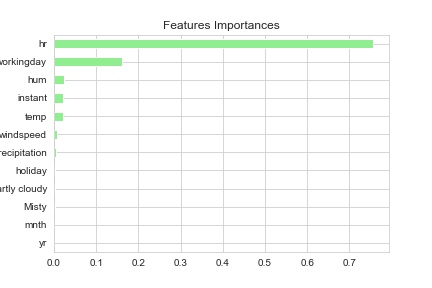 Features Importances
hr
workingday
hum
instant
temp
windspeed
recipitation
holiday
artly cloudy
Misty
mnth
yr
0.0 0.1 0.2 0.3 0.4 0.5 0.6 0.7